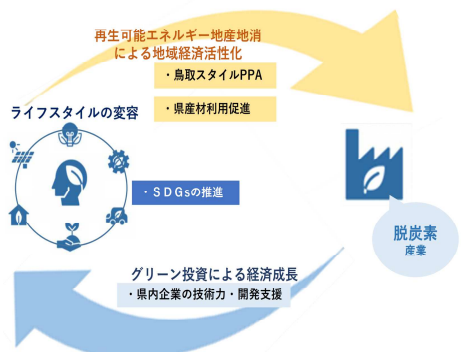 再生可能エネルギー地産地消
による地域経済活性化
・鳥取スタイルPPA
・県産材利用促進
ライフスタイルの変容
・ＳＤＧsの推進
脱炭素
産業
グリーン投資による経済成長
・県内企業の技術力・開発支援